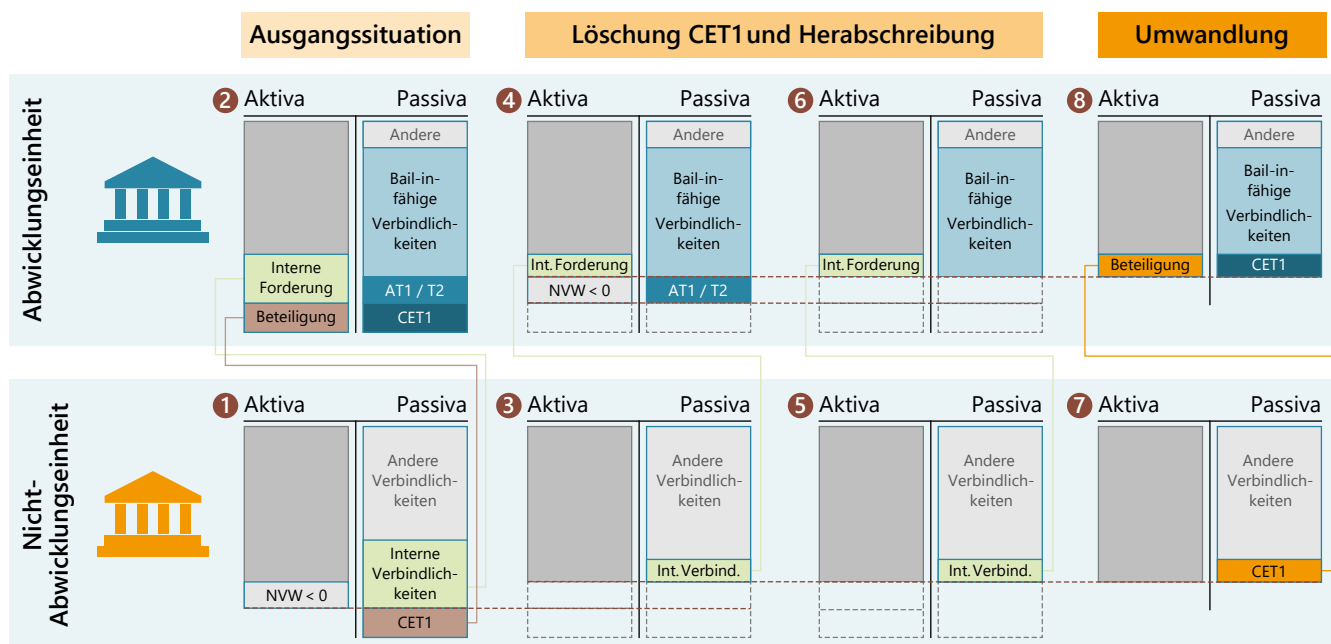 Ausgangssituation
Löschung CET1 und Herabschreibung
Umwandlung
Abwicklungseinheit
2 Aktiva Passiva
Andere
Bail-in-
fähige
Verbindlich-
keiten
Interne
Forderung
AT1 / T2
Beteiligung
CET1
4 Aktiva Passiva
Andere
Bail-in-
fähige
Verbindlich-
keiten
Int. Forderung
NVW < 0
AT1 / T2
6 Aktiva Passiva
Andere
Bail-in-
fähige
Verbindlich-
keiten
Int. Forderung
8 Aktiva Passiva
Andere
Bail-in-
fähige
Verbindlich-
keiten
Beteiligung
CET1
Nicht-
Abwicklungseinheit
1 Aktiva Passiva
Andere
Verbindlich-
keiten
Interne
Verbindlich-
keiten
NVW < 0
CET1
3 Aktiva Passiva
Andere
Verbindlich-
keiten
Int. Verbind.
5 Aktiva Passiva
Andere
Verbindlich-
keiten
Int. Verbind.
7 Aktiva Passiva
Andere
Verbindlich-
keiten
CET1